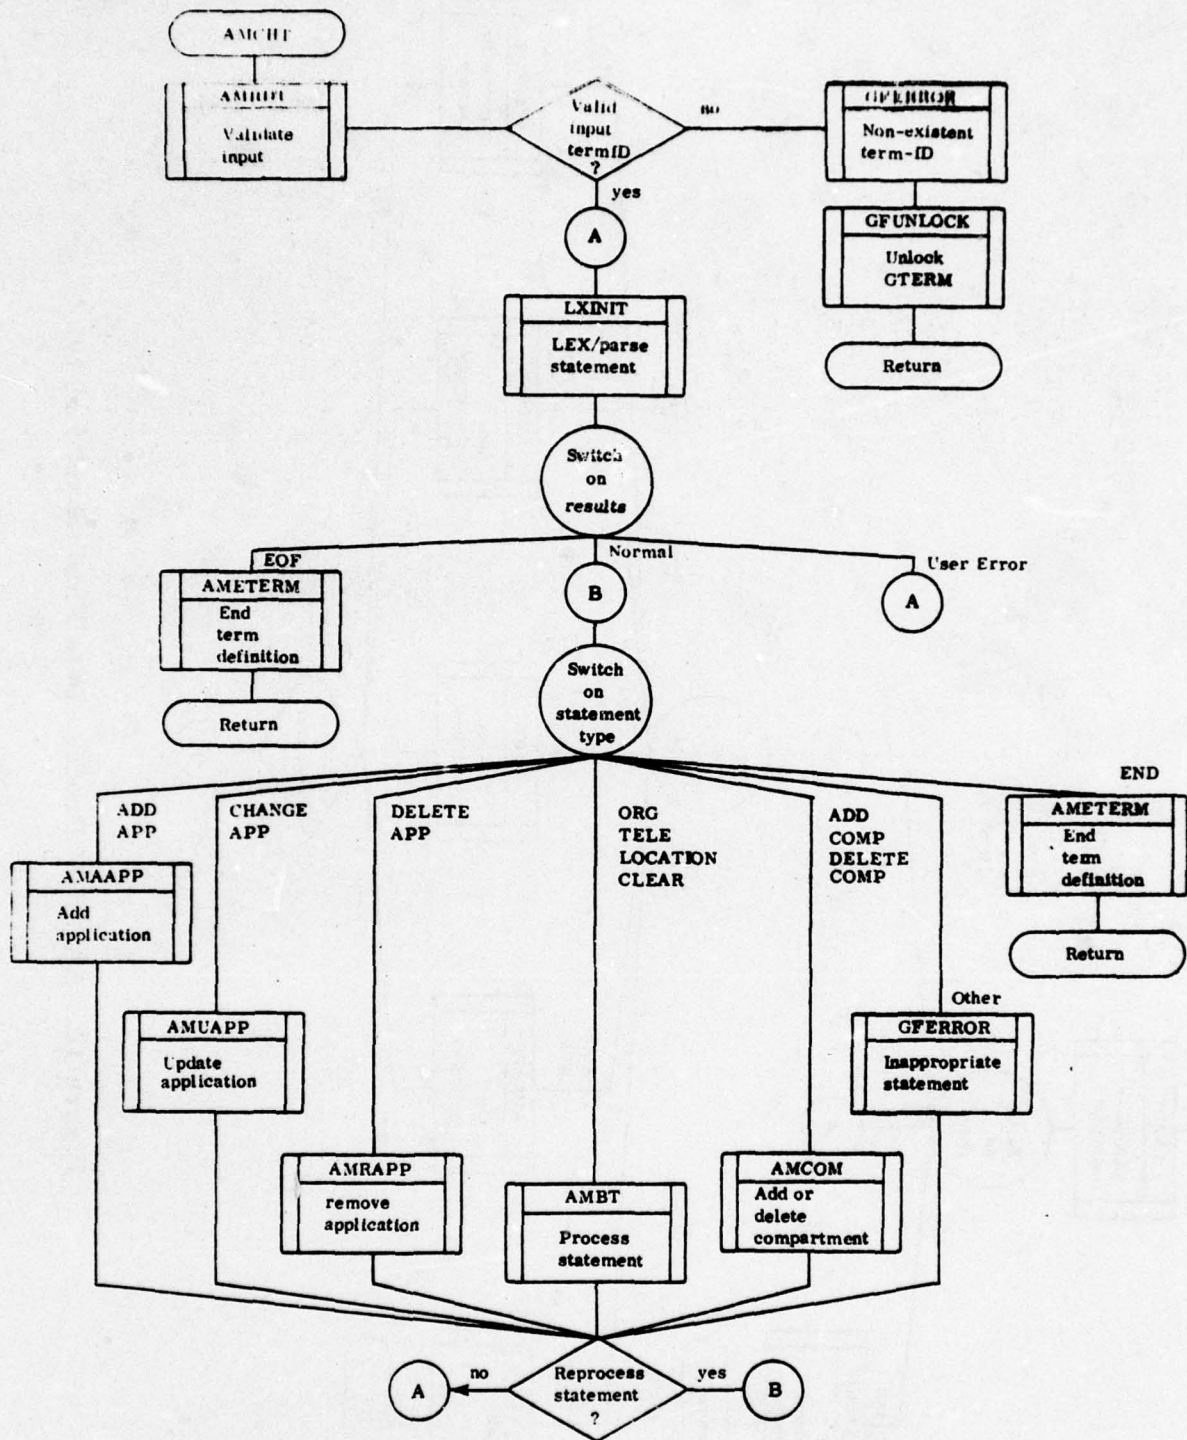 AMCHT
Validate
input
Valid
input
termID
?
no
yes
GFERROR
Non-existent
term-ID
GFUNLOCK
Unlock
GTERM
Return
A
LXINIT
LEX/parse
statement
Switch
on
results
EOF
Normal
User Error
AMETERM
End
term
definition
Return
B
A
Switch
on
statement
type
ADD
APP
CHANGE
APP
DELETE
APP
ORG
TELE
LOCATION
CLEAR
ADD
COMP
DELETE
COMP
END
AMETERM
End
term
definition
Return
AMAAPP
Add
application
AMUAPP
Update
application
Other
GFERROR
Inappropriate
statement
AMRAPP
remove
application
AMBT
Process
statement
AMCOM
Add or
delete
compartment
A
no
Reprocess
statement
?
yes
B